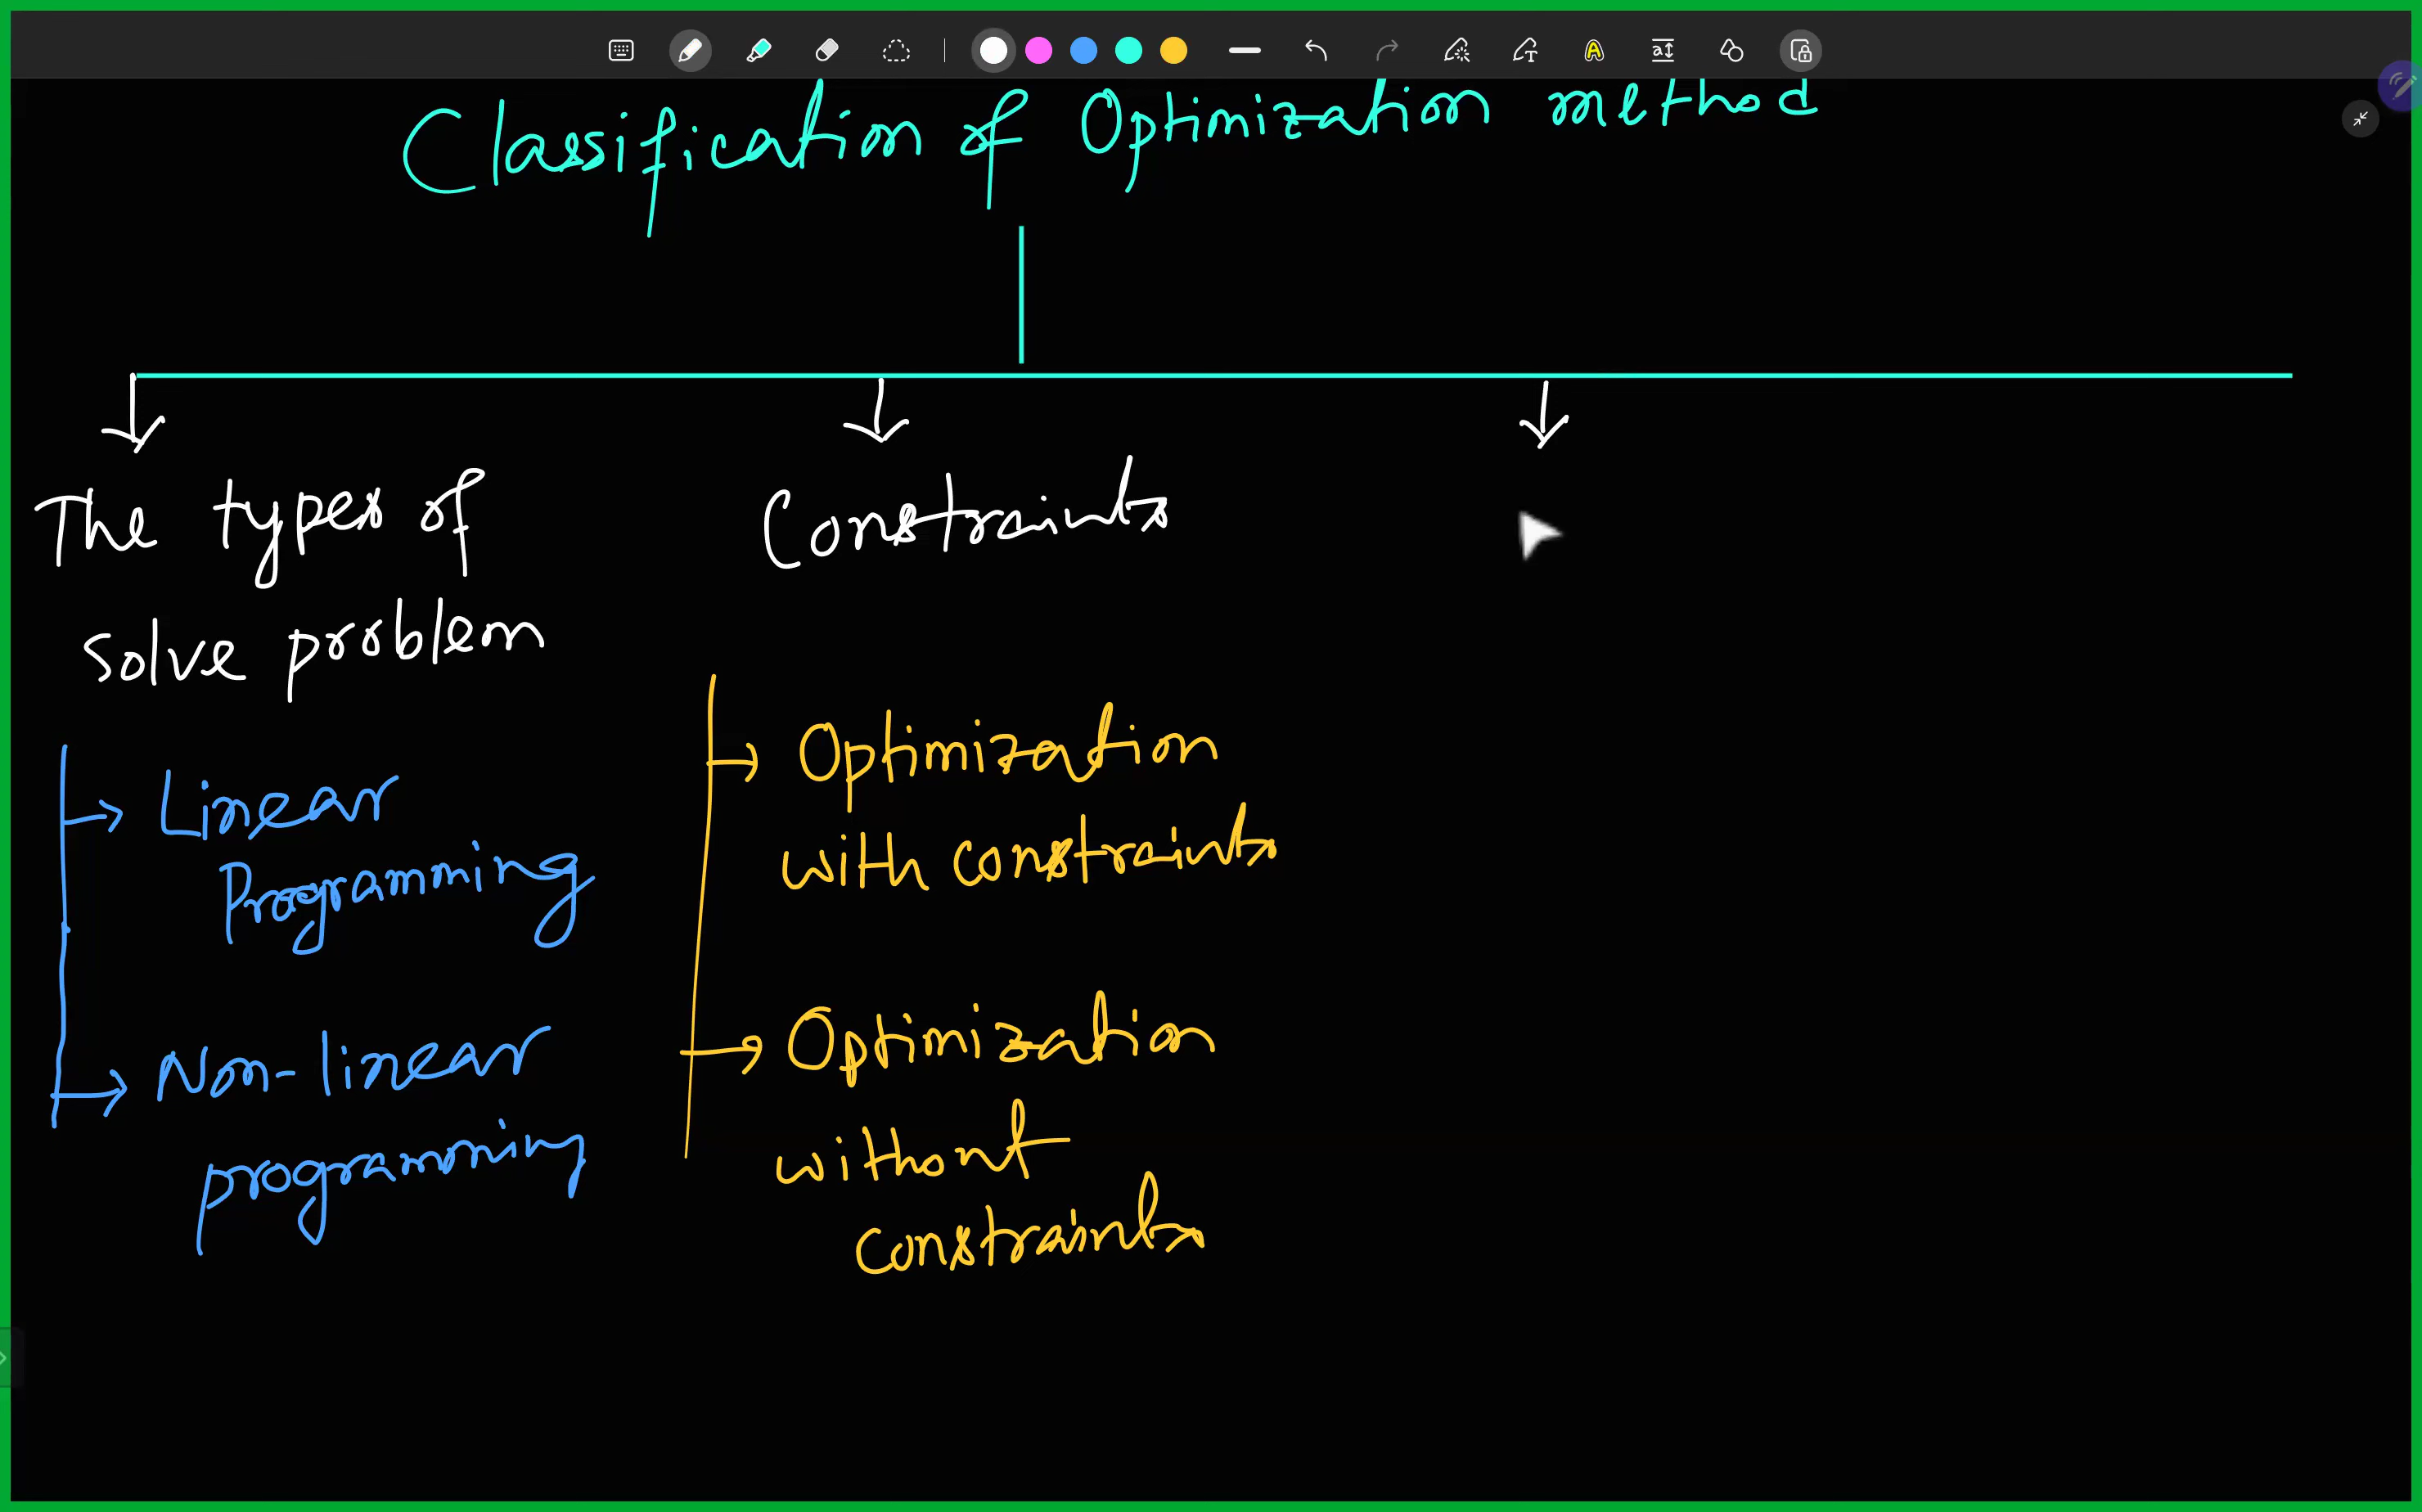 Classification of Optimization method
The types of
solve problem
Linear
Programming
Non-linear
programming
Constraints
Optimization
with constraints
Optimization
without
constraints